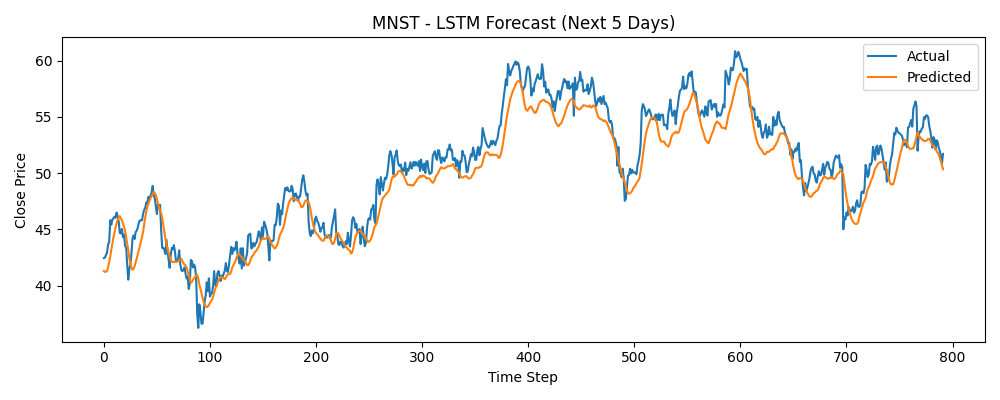 MNST - LSTM Forecast (Next 5 Days)
Actual
Predicted
Close Price
60
55
50
45
40
0 100 200 300 400 500 600 700 800
Time Step